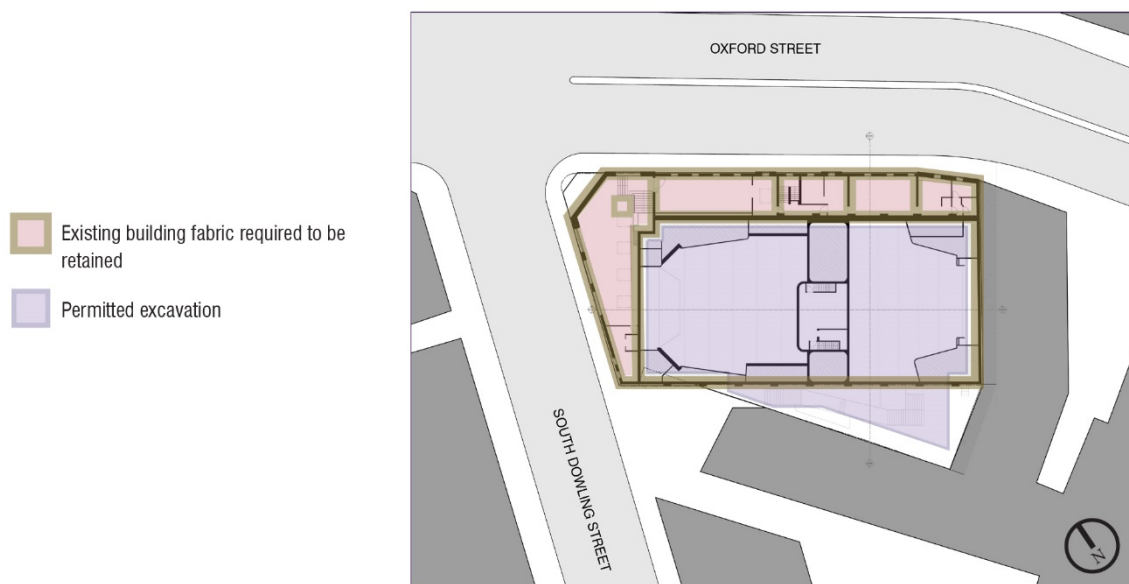 OXFORD STREET
Existing building fabric required to be
retained
Permitted excavation
SOUTH DOWLING STREET
N